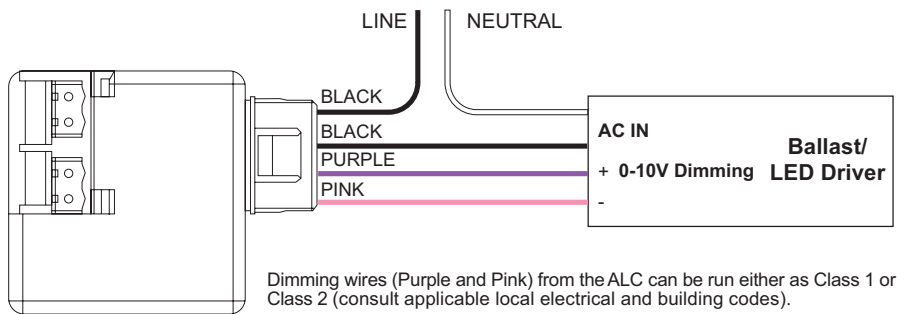 LINE NEUTRAL
BLACK
BLACK
PURPLE
PINK
AC IN
+ 0-10V Dimming
-
Ballast/
LED Driver
Dimming wires (Purple and Pink) from the ALC can be run either as Class 1 or
Class 2 (consult applicable local electrical and building codes).